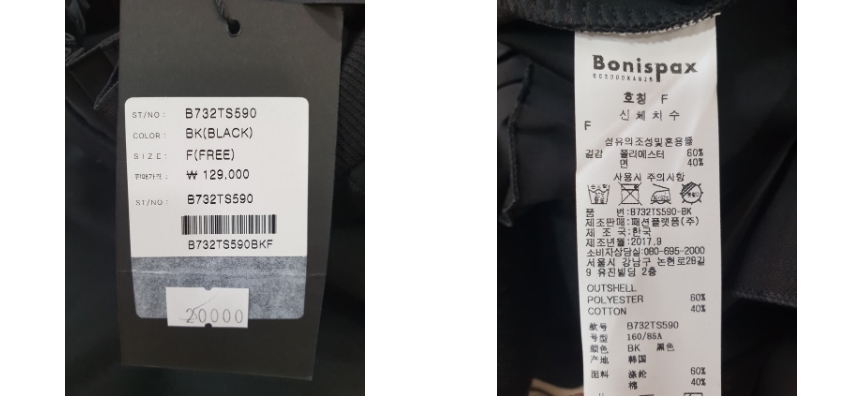 ST/NO : B732TS590
COLOR : BK(BLACK)
SIZE : F(FREE)
판매가격 : ₩ 129,000
ST/NO : B732TS590
B732TS590BKF
20000
Bonispax
호칭 F
신체치수
F
섬유의조성및혼용률
겉감 폴리에스터 60%
면 40%
사용시 주의사항
품 번:B732TS590-BK
제조판매:패션플랫폼(주)
제 조 국:한국
제조년월:2017.9
소비자상담실:080-695-2000
서울시 강남구 논현로28길
9 유진빌딩 2층
OUTSHELL
POLYESTER 60%
COTTON 40%
款号 B732TS590
号型 160/85A
颜色 BK 黑色
产地 韩国
面料 涤纶 60%
棉 40%